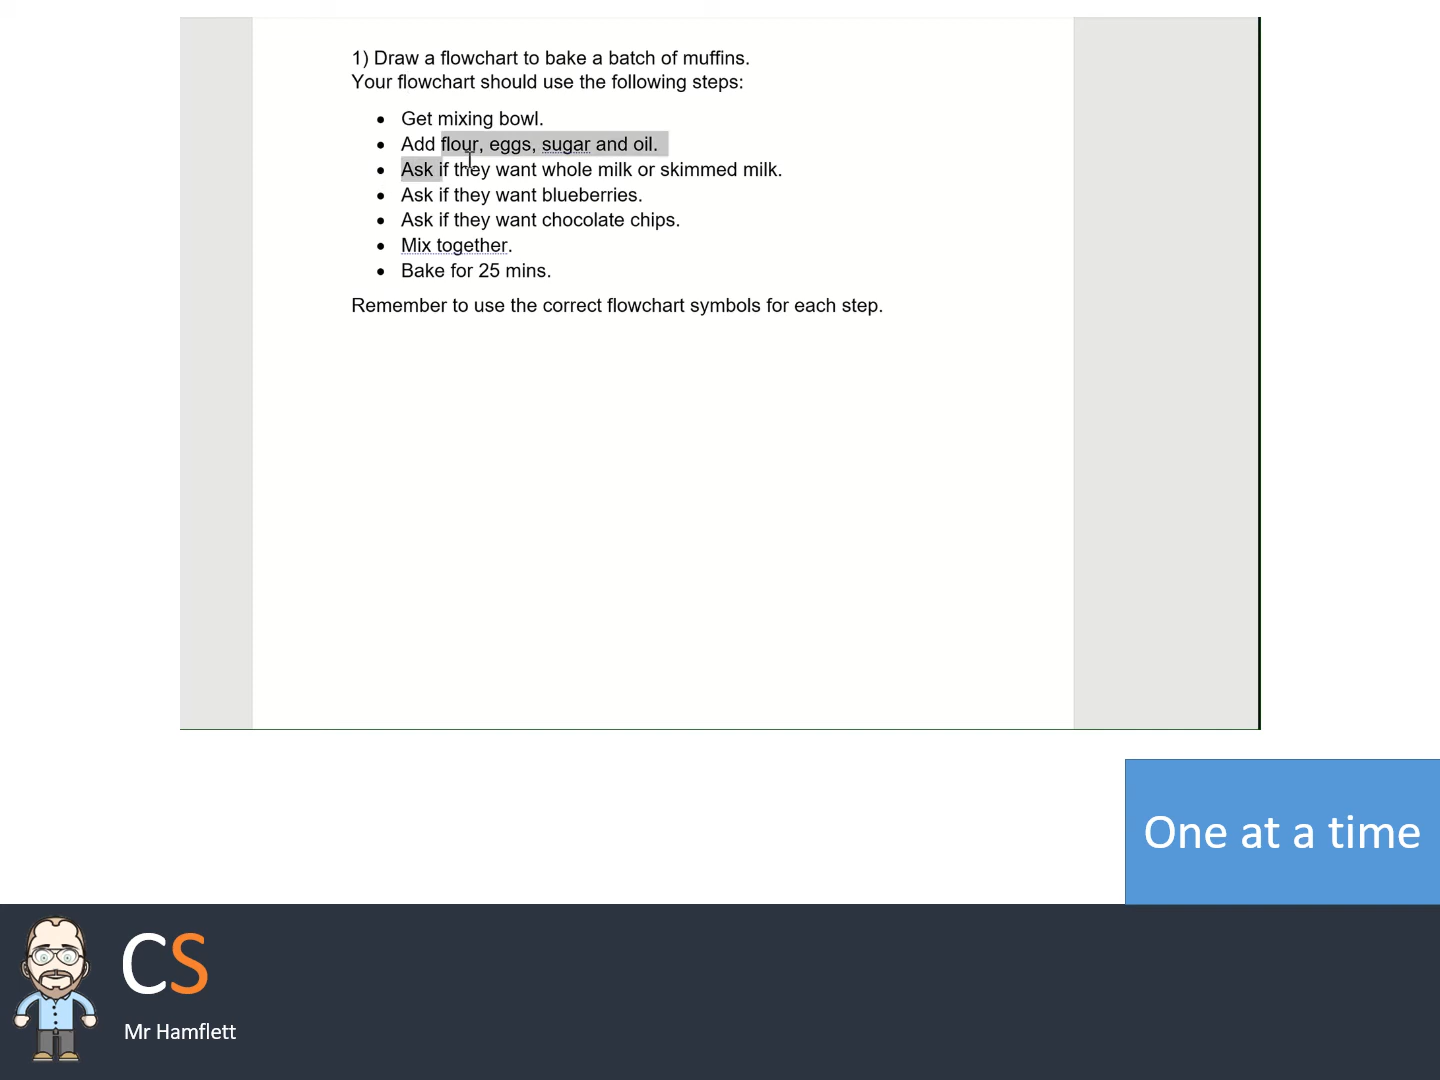 1) Draw a flowchart to bake a batch of muffins.
Your flowchart should use the following steps:
• Get mixing bowl.
• Add flour, eggs, sugar and oil.
• Ask if they want whole milk or skimmed milk.
• Ask if they want blueberries.
• Ask if they want chocolate chips.
• Mix together.
• Bake for 25 mins.
Remember to use the correct flowchart symbols for each step.
One at a time
CS
Mr Hamflett